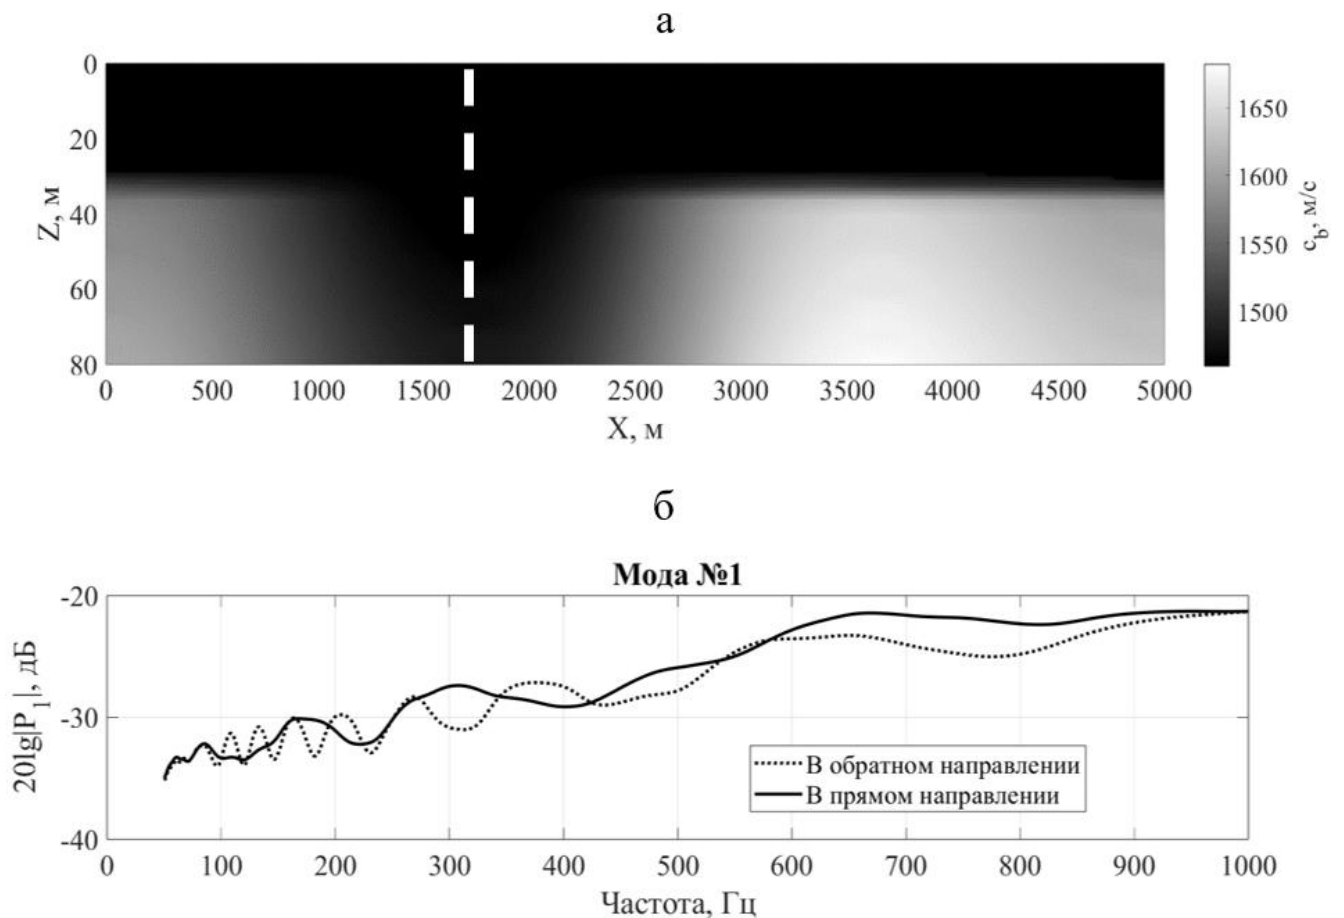 а
0
20
40
60
80
Z, м
0 500 1000 1500 2000 2500 3000 3500 4000 4500 5000
X, м
1650
1600
1550
1500
c_b, м/с
б
Мода №1
-20
-30
-40
20lg|P_1|, дБ
В обратном направлении
В прямом направлении
0 100 200 300 400 500 600 700 800 900 1000
Частота, Гц